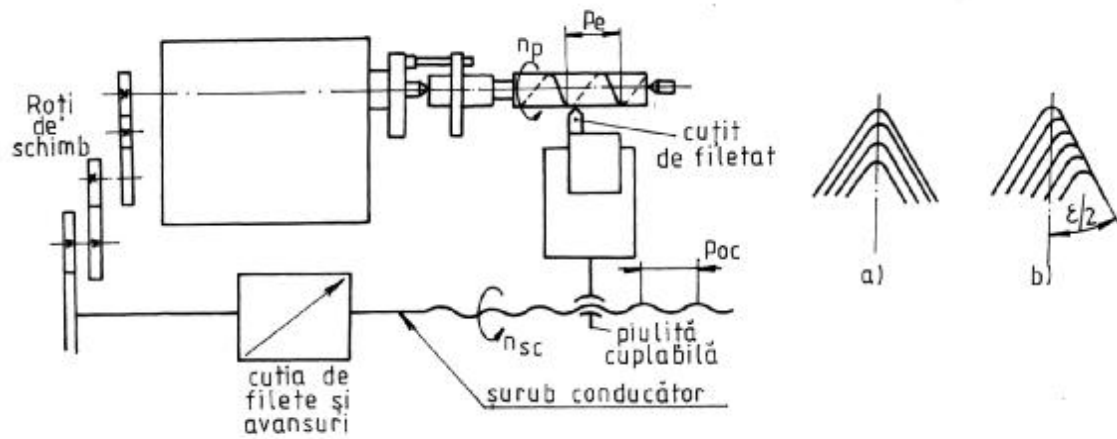 Pe
np
Roți
de
schimb
cuțit
de filetat
Poc
nsc
piuliță
cuplabilă
cutia de
filete și
avansuri
șurub conducător
a)
b)
ε/2